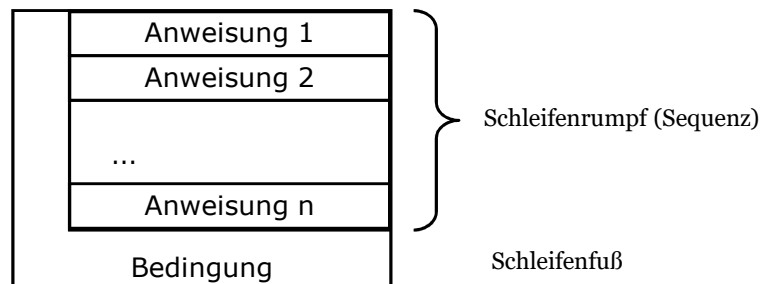 Anweisung 1
Anweisung 2
Schleifenrumpf (Sequenz)
...
Anweisung n
Bedingung
Schleifenfuß